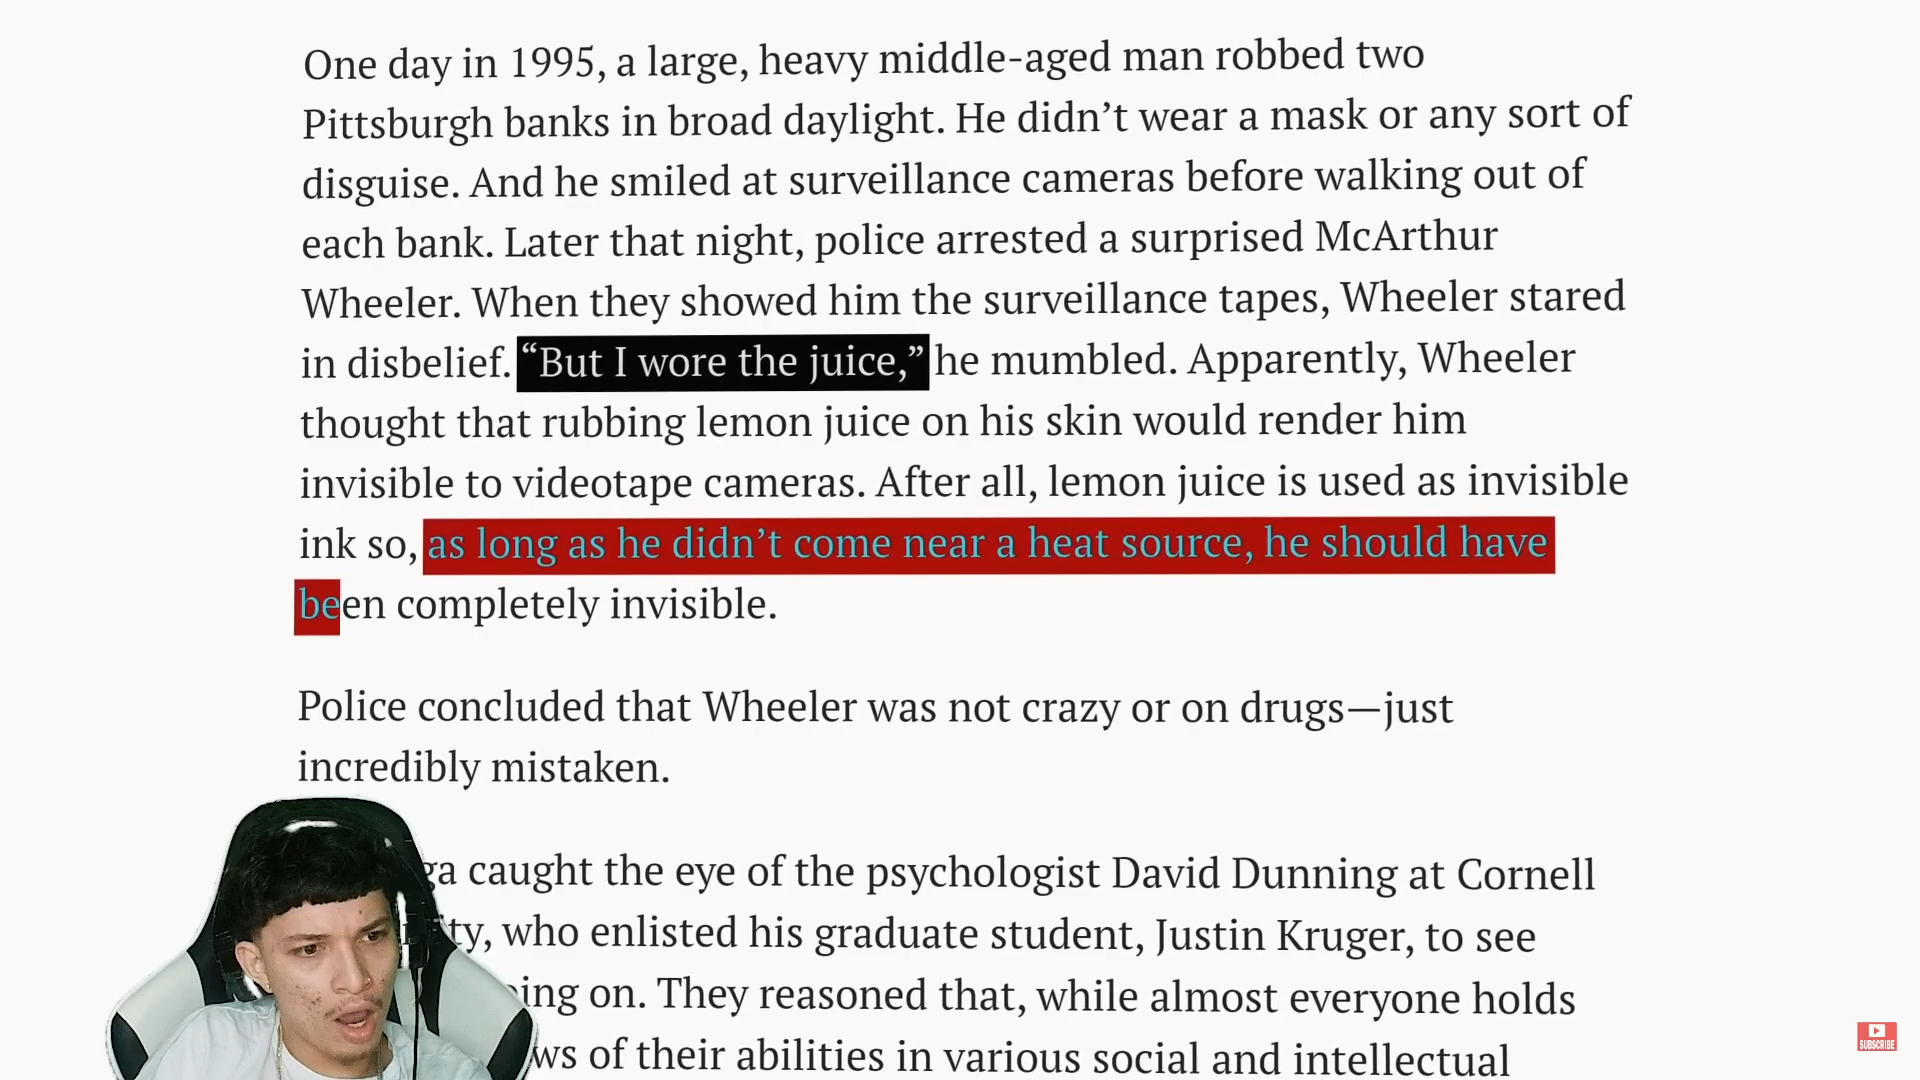 One day in 1995, a large, heavy middle-aged man robbed two
Pittsburgh banks in broad daylight. He didn’t wear a mask or any sort of
disguise. And he smiled at surveillance cameras before walking out of
each bank. Later that night, police arrested a surprised McArthur
Wheeler. When they showed him the surveillance tapes, Wheeler stared
in disbelief. “But I wore the juice,” he mumbled. Apparently, Wheeler
thought that rubbing lemon juice on his skin would render him
invisible to videotape cameras. After all, lemon juice is used as invisible
ink so, as long as he didn’t come near a heat source, he should have
been completely invisible.
Police concluded that Wheeler was not crazy or on drugs—just
incredibly mistaken.
caught the eye of the psychologist David Dunning at Cornell
who enlisted his graduate student, Justin Kruger, to see
on. They reasoned that, while almost everyone holds
of their abilities in various social and intellectual
SUBSCRIBE